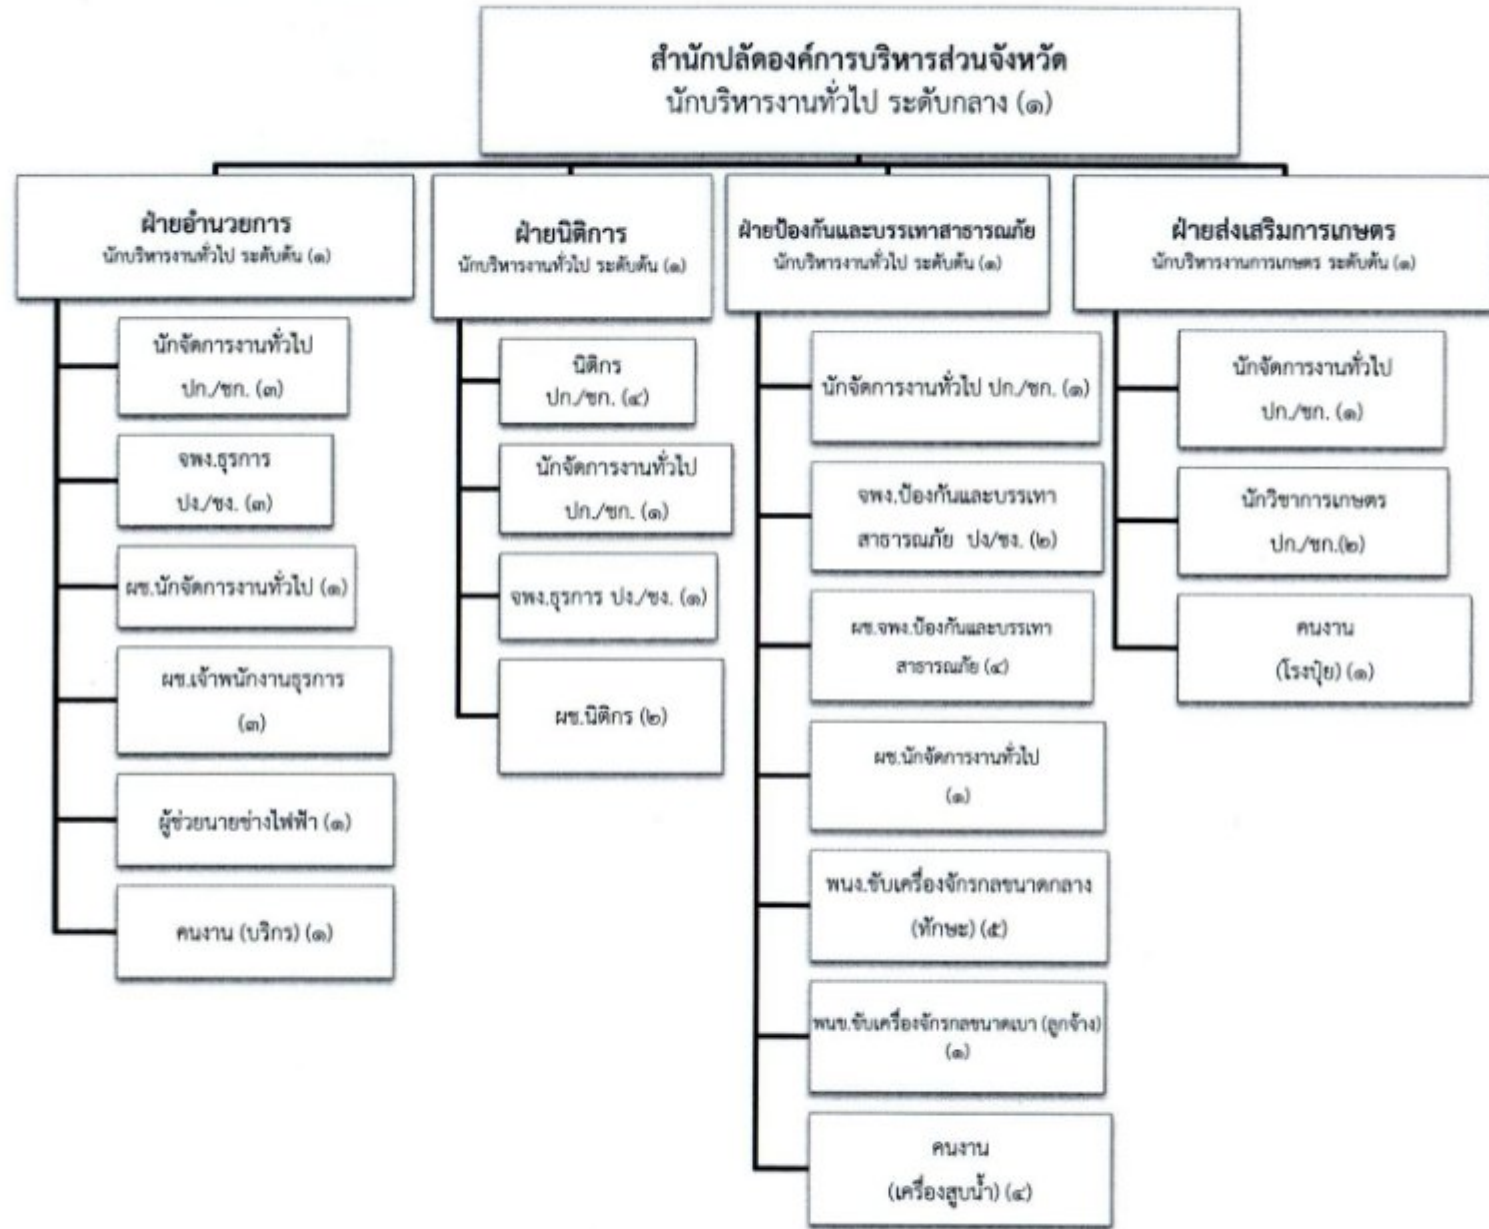 สำนักปลัดองค์การบริหารส่วนจังหวัด
นักบริหารงานทั่วไป ระดับกลาง (๑)
ฝ่ายอำนวยการ
นักบริหารงานทั่วไป ระดับต้น (๑)
นักจัดการงานทั่วไป
ปก./ชก. (๓)
จพง.ธุรการ
ปง./ชง. (๓)
ผช.นักจัดการงานทั่วไป (๑)
ผช.เจ้าพนักงานธุรการ
(๓)
ผู้ช่วยนายช่างไฟฟ้า (๑)
คนงาน (บริกร) (๑)
ฝ่ายนิติการ
นักบริหารงานทั่วไป ระดับต้น (๑)
นิติกร
ปก./ชก. (๔)
นักจัดการงานทั่วไป
ปก./ชก. (๑)
จพง.ธุรการ ปง./ชง. (๑)
ผช.นิติกร (๒)
ฝ่ายป้องกันและบรรเทาสาธารณภัย
นักบริหารงานทั่วไป ระดับต้น (๑)
นักจัดการงานทั่วไป ปก./ชก. (๑)
จพง.ป้องกันและบรรเทา
สาธารณภัย ปง/ชง. (๒)
ผช.จพง.ป้องกันและบรรเทา
สาธารณภัย (๔)
ผช.นักจัดการงานทั่วไป
(๑)
พนง.ขับเครื่องจักรกลขนาดกลาง
(ทักษะ) (๕)
พนข.ขับเครื่องจักรกลขนาดเบา (ลูกจ้าง)
(๑)
คนงาน
(เครื่องสูบน้ำ) (๔)
ฝ่ายส่งเสริมการเกษตร
นักบริหารงานการเกษตร ระดับต้น (๑)
นักจัดการงานทั่วไป
ปก./ชก. (๑)
นักวิชาการเกษตร
ปก./ชก.(๒)
คนงาน
(โรงปุ๋ย) (๑)